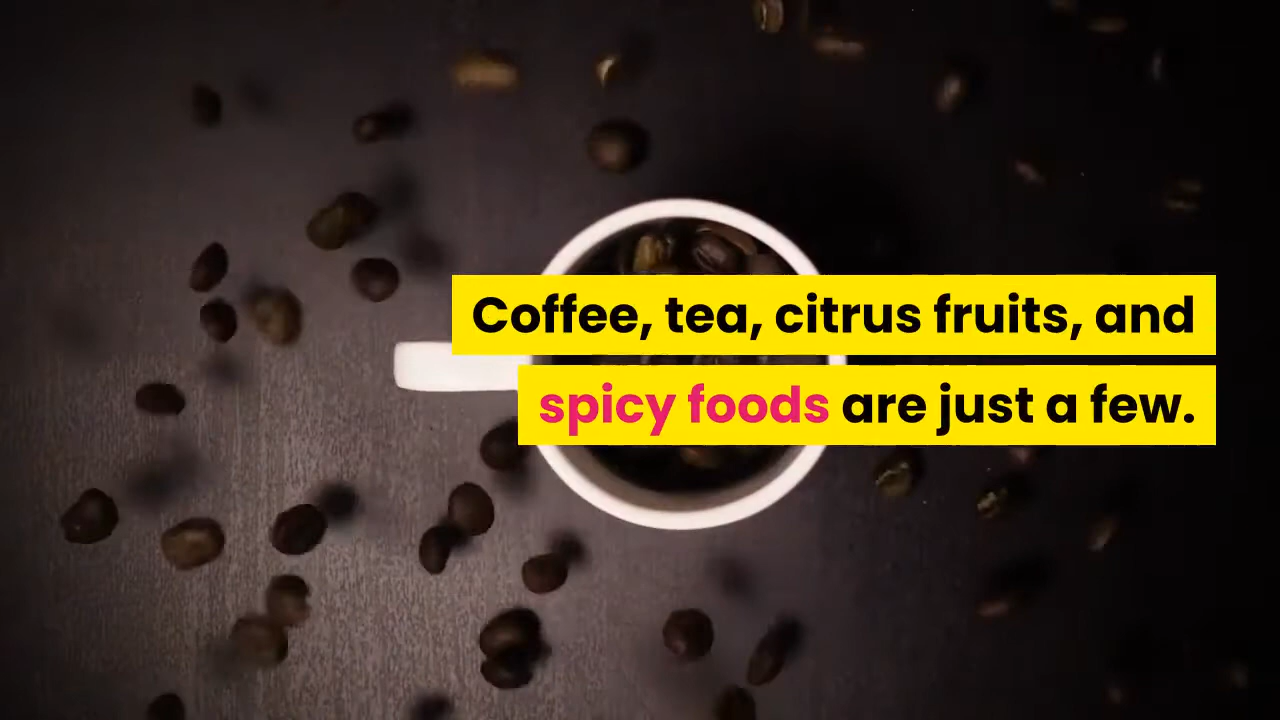 Coffee, tea, citrus fruits, and
spicy foods are just a few.